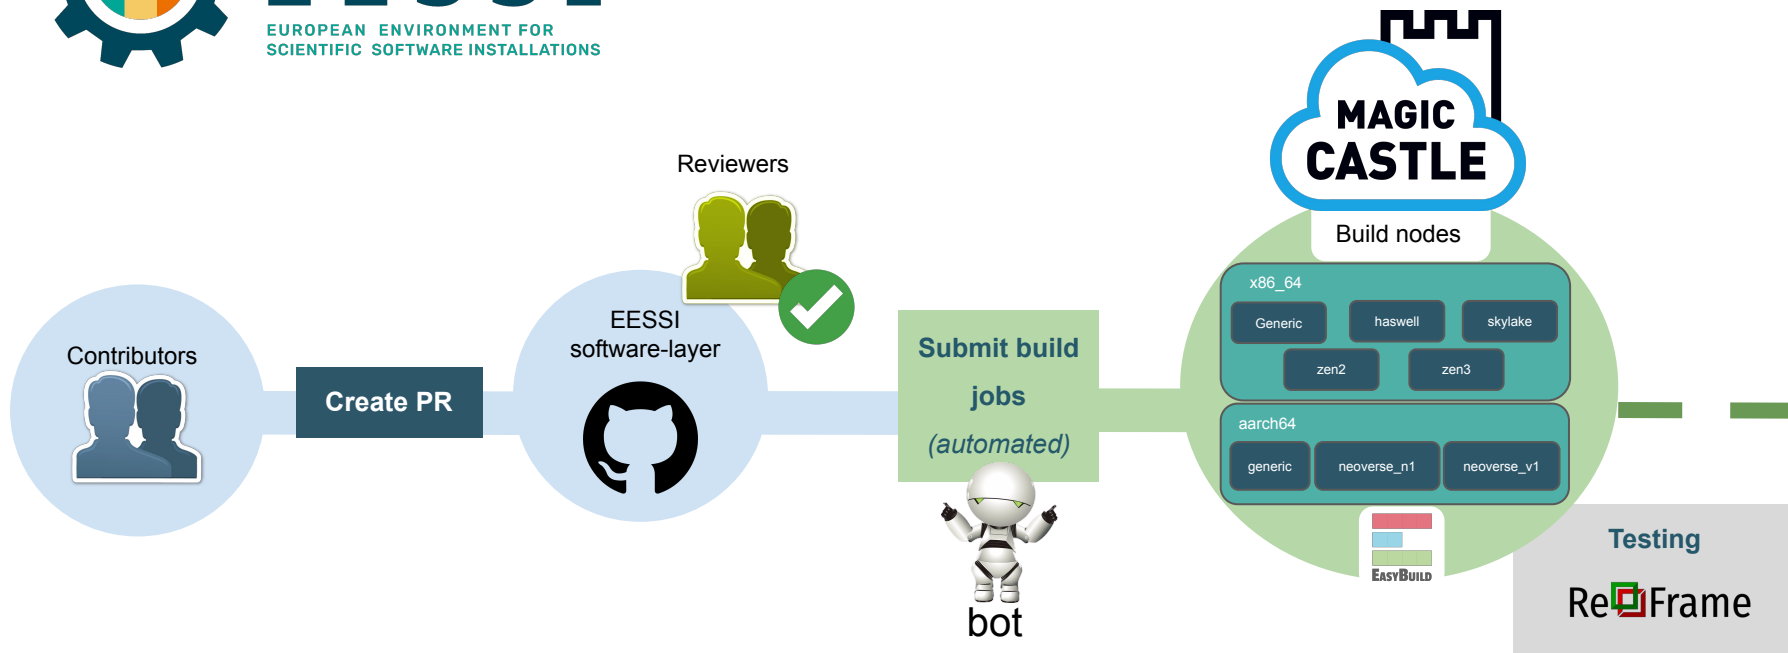 EUROPEAN ENVIRONMENT FOR
SCIENTIFIC SOFTWARE INSTALLATIONS
MAGIC
CASTLE
Reviewers
Build nodes
x86_64
Generic
haswell
skylake
zen2
zen3
aarch64
generic
neoverse_n1
neoverse_v1
EASYBUILD
Contributors
Create PR
EESSI
software-layer
Submit build
jobs
(automated)
bot
Testing
ReFrame